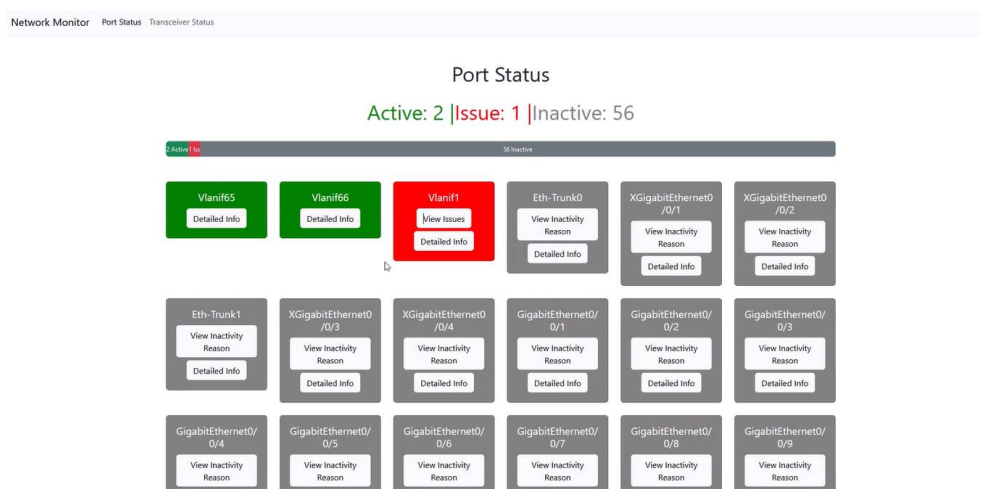 Network Monitor Port Status Transceiver Status
Port Status
Active: 2 |Issue: 1 |Inactive: 56
2 Active 1 Iss 56 Inactive
Vlanif65
Detailed Info
Vlanif66
Detailed Info
Vlanif1
View Issues
Detailed Info
Eth-Trunk0
View Inactivity
Reason
Detailed Info
XGigabitEthernet0
/0/1
View Inactivity
Reason
Detailed Info
XGigabitEthernet0
/0/2
View Inactivity
Reason
Detailed Info
Eth-Trunk1
View Inactivity
Reason
Detailed Info
XGigabitEthernet0
/0/3
View Inactivity
Reason
Detailed Info
XGigabitEthernet0
/0/4
View Inactivity
Reason
Detailed Info
GigabitEthernet0/
0/1
View Inactivity
Reason
Detailed Info
GigabitEthernet0/
0/2
View Inactivity
Reason
Detailed Info
GigabitEthernet0/
0/3
View Inactivity
Reason
Detailed Info
GigabitEthernet0/
0/4
View Inactivity
Reason
GigabitEthernet0/
0/5
View Inactivity
Reason
GigabitEthernet0/
0/6
View Inactivity
Reason
GigabitEthernet0/
0/7
View Inactivity
Reason
GigabitEthernet0/
0/8
View Inactivity
Reason
GigabitEthernet0/
0/9
View Inactivity
Reason